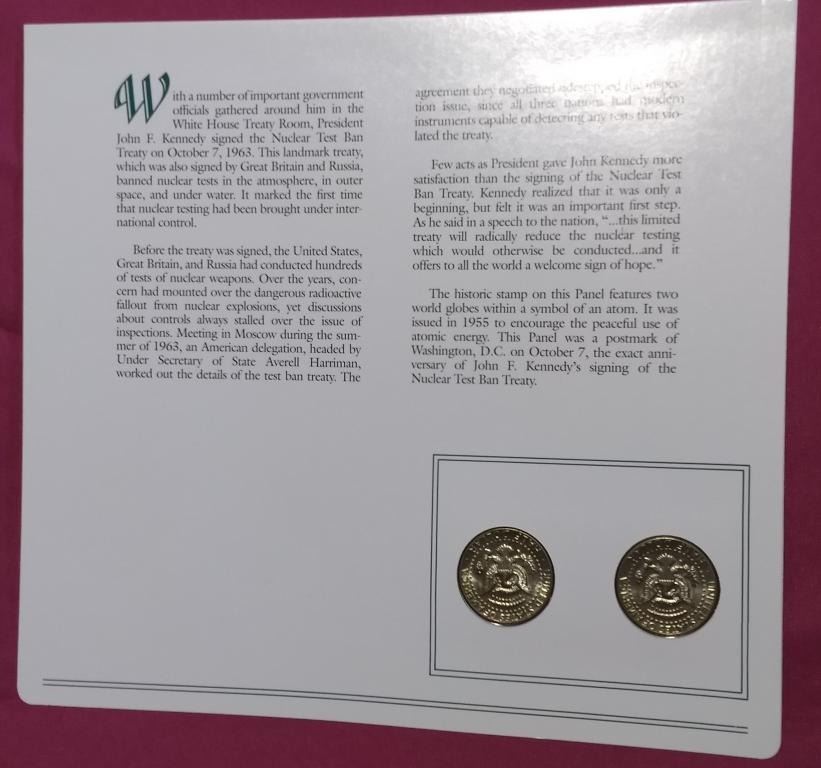 With a number of important government
officials gathered around him in the
White House Treaty Room, President
John F. Kennedy signed the Nuclear Test Ban
Treaty on October 7, 1963. This landmark treaty,
which was also signed by Great Britain and Russia,
banned nuclear tests in the atmosphere, in outer
space, and under water. It marked the first time
that nuclear testing had been brought under inter-
national control.
Before the treaty was signed, the United States,
Great Britain, and Russia had conducted hundreds
of tests of nuclear weapons. Over the years, con-
cern had mounted over the dangerous radioactive
fallout from nuclear explosions, yet discussions
about controls always stalled over the issue of
inspections. Meeting in Moscow during the sum-
mer of 1963, an American delegation, headed by
Under Secretary of State Averell Harriman,
worked out the details of the test ban treaty. The
agreement they negotiated sidestepped the inspec-
tion issue, since all three nations had modern
instruments capable of detecting any tests that vio-
lated the treaty.
Few acts as President gave John Kennedy more
satisfaction than the signing of the Nuclear Test
Ban Treaty. Kennedy realized that it was only a
beginning, but felt it was an important first step.
As he said in a speech to the nation, “...this limited
treaty will radically reduce the nuclear testing
which would otherwise be conducted...and it
offers to all the world a welcome sign of hope.”
The historic stamp on this Panel features two
world globes within a symbol of an atom. It was
issued in 1955 to encourage the peaceful use of
atomic energy. This Panel was a postmark of
Washington, D.C. on October 7, the exact anni-
versary of John F. Kennedy’s signing of the
Nuclear Test Ban Treaty.